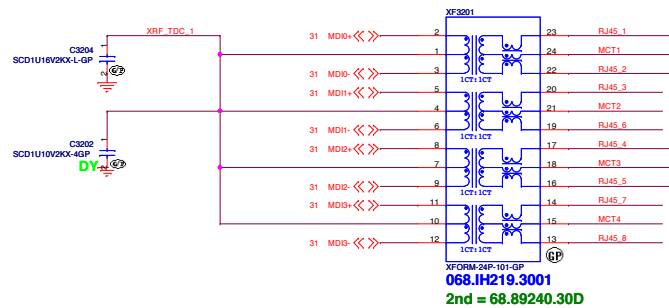 XF3201
XRF_TDC_1
31 MDI0+ 2 23 RJ45_1
C3204
SCD1U16V2KX-L-GP
1
2
GP
1 24 MCT1
31 MDI0- 3 22 RJ45_2
1CT:1CT
31 MDI1+ 5 20 RJ45_3
4 21 MCT2
31 MDI1- 6 19 RJ45_6
1CT:1CT
C3202
SCD1U10V2KX-4GP
DY
1
2
GP
31 MDI2+ 8 17 RJ45_4
7 18 MCT3
31 MDI2- 9 16 RJ45_5
1CT:1CT
31 MDI3+ 11 14 RJ45_7
10 15 MCT4
31 MDI3- 12 13 RJ45_8
1CT:1CT
XFORM-24P-101-GP
GP
068.IH219.3001
2nd = 68.89240.30D